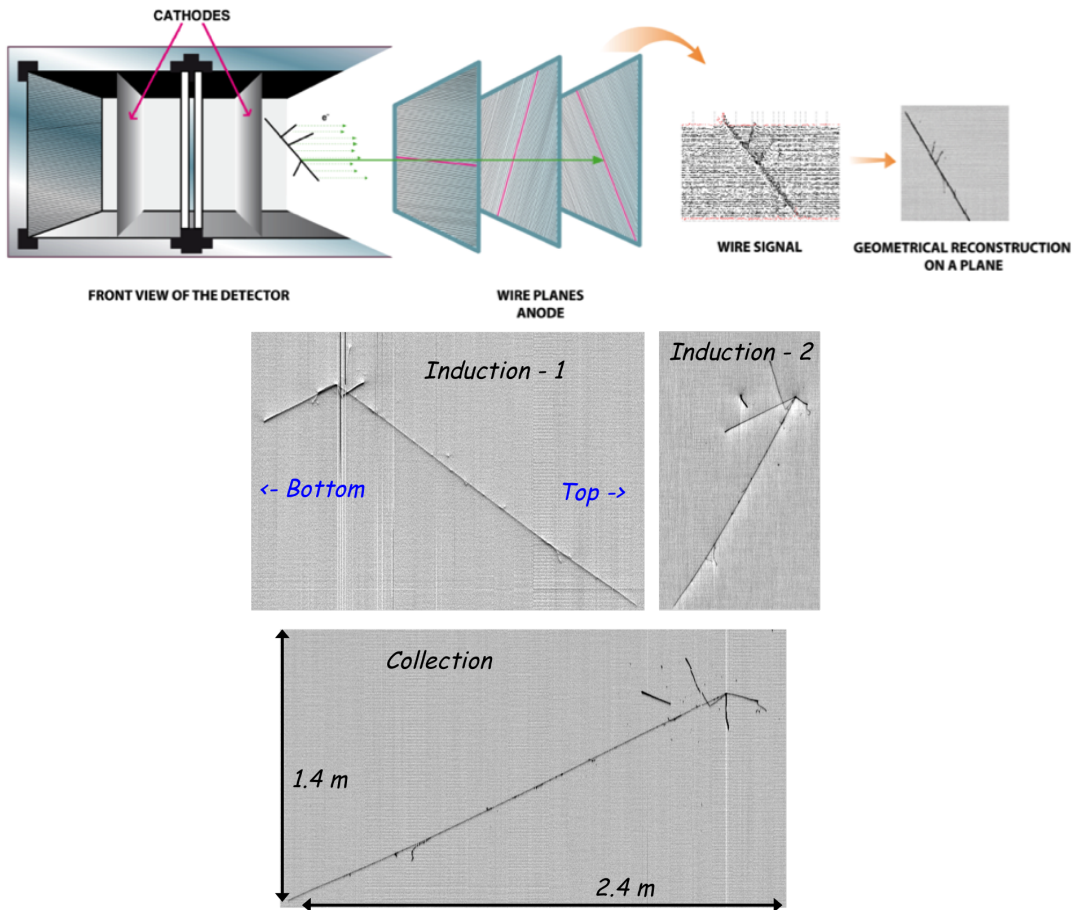 CATHODES
e-
FRONT VIEW OF THE DETECTOR
WIRE PLANES
ANODE
WIRE SIGNAL
GEOMETRICAL RECONSTRUCTION
ON A PLANE
Induction - 1
Induction - 2
<- Bottom
Top ->
Collection
1.4 m
2.4 m